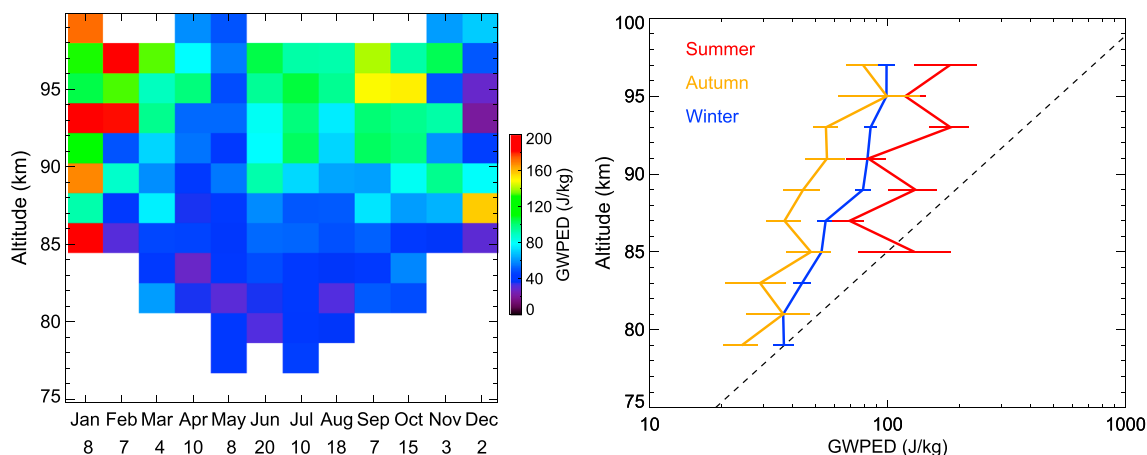 Altitude (km)
95
90
85
80
75
Jan Feb Mar Apr May Jun Jul Aug Sep Oct Nov Dec
8 7 4 10 8 20 10 18 7 15 3 2
200
160
120
80
40
0
GWPED (J/kg)
Altitude (km)
100
95
90
85
80
75
Summer
Autumn
Winter
10 100 1000
GWPED (J/kg)